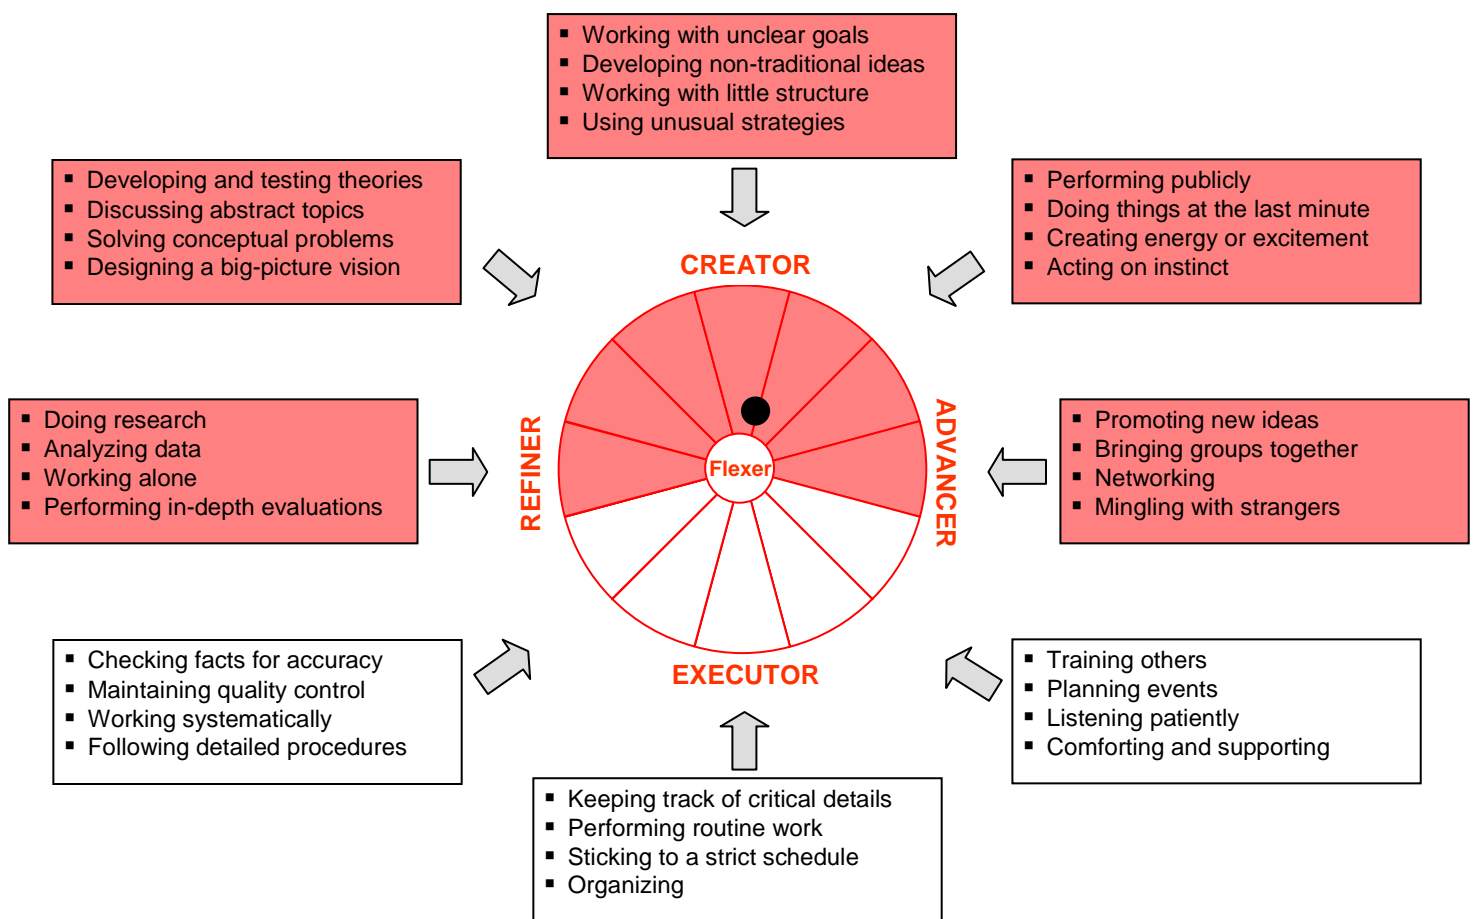 ▪ Working with unclear goals
▪ Developing non-traditional ideas
▪ Working with little structure
▪ Using unusual strategies
▪ Developing and testing theories
▪ Discussing abstract topics
▪ Solving conceptual problems
▪ Designing a big-picture vision
▪ Performing publicly
▪ Doing things at the last minute
▪ Creating energy or excitement
▪ Acting on instinct
CREATOR
▪ Doing research
▪ Analyzing data
▪ Working alone
▪ Performing in-depth evaluations
REFINER
Flexer
ADVANCER
▪ Promoting new ideas
▪ Bringing groups together
▪ Networking
▪ Mingling with strangers
EXECUTOR
▪ Checking facts for accuracy
▪ Maintaining quality control
▪ Working systematically
▪ Following detailed procedures
▪ Training others
▪ Planning events
▪ Listening patiently
▪ Comforting and supporting
▪ Keeping track of critical details
▪ Performing routine work
▪ Sticking to a strict schedule
▪ Organizing